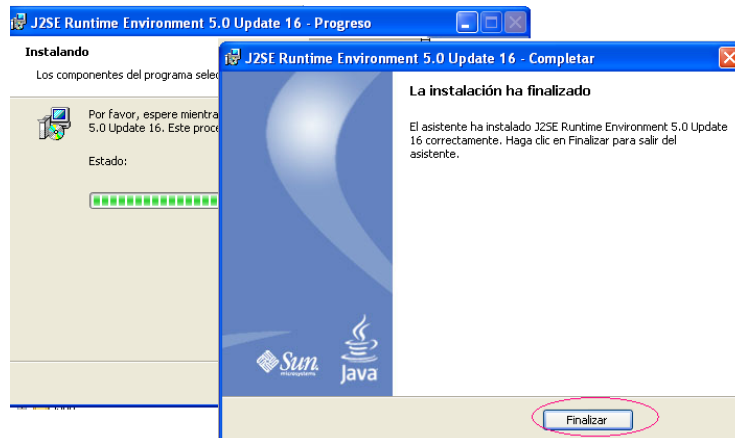 J2SE Runtime Environment 5.0 Update 16 - Progreso
Instalando
Los componentes del programa
Por favor, espere
5.0 Update 16. Este
Estado:
J2SE Runtime Environment 5.0 Update 16 - Completar
La instalación ha finalizado
El asistente ha instalado J2SE Runtime Environment 5.0 Update
16 correctamente. Haga clic en Finalizar para salir del
asistente.
Sun
microsystems
Java
Finalizar